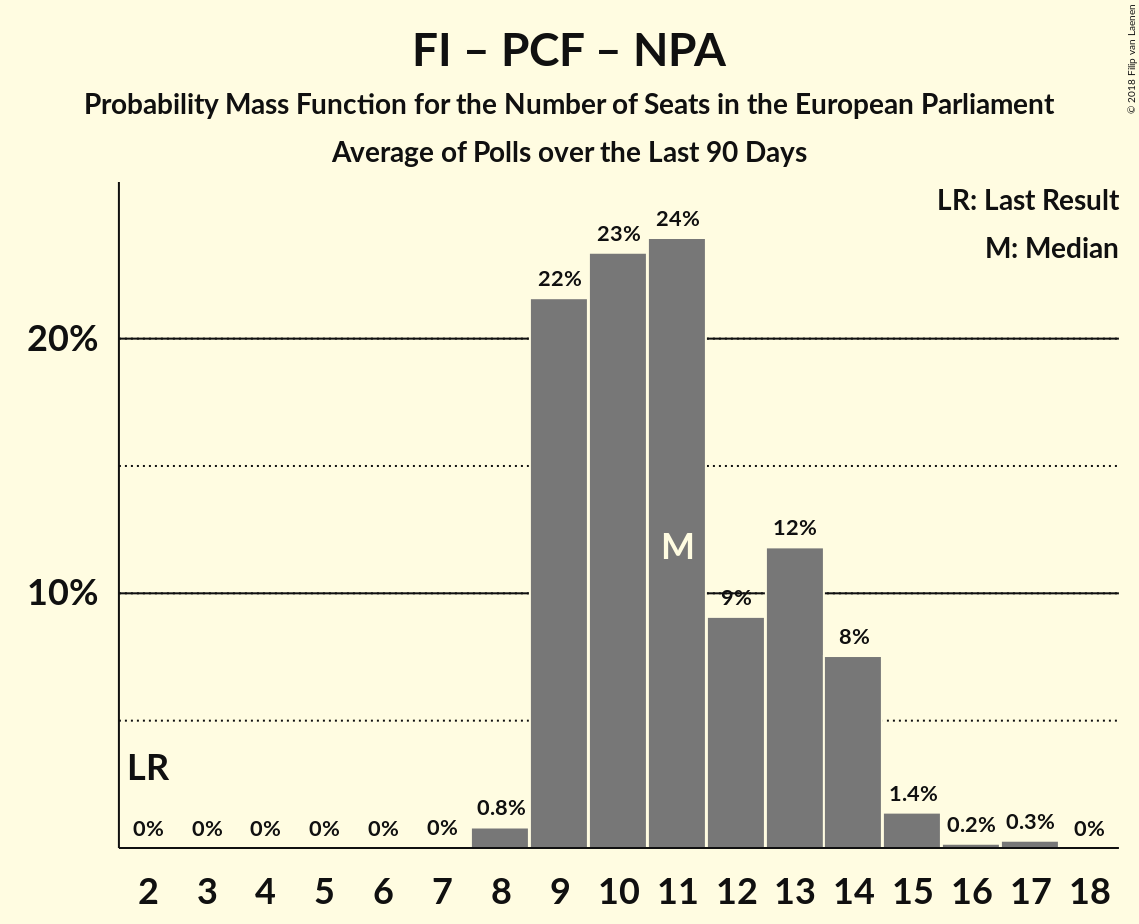 FI – PCF – NPA
Probability Mass Function for the Number of Seats in the European Parliament
Average of Polls over the Last 90 Days
© 2018 Filip van Laenen
LR: Last Result
M: Median
24%
23%
22%
20%
12%
M
10%
9%
8%
LR
1.4%
0.8%
0% 0% 0% 0% 0% 0% 0.2% 0.3% 0%
2 3 4 5 6 7 8 9 10 11 12 13 14 15 16 17 18